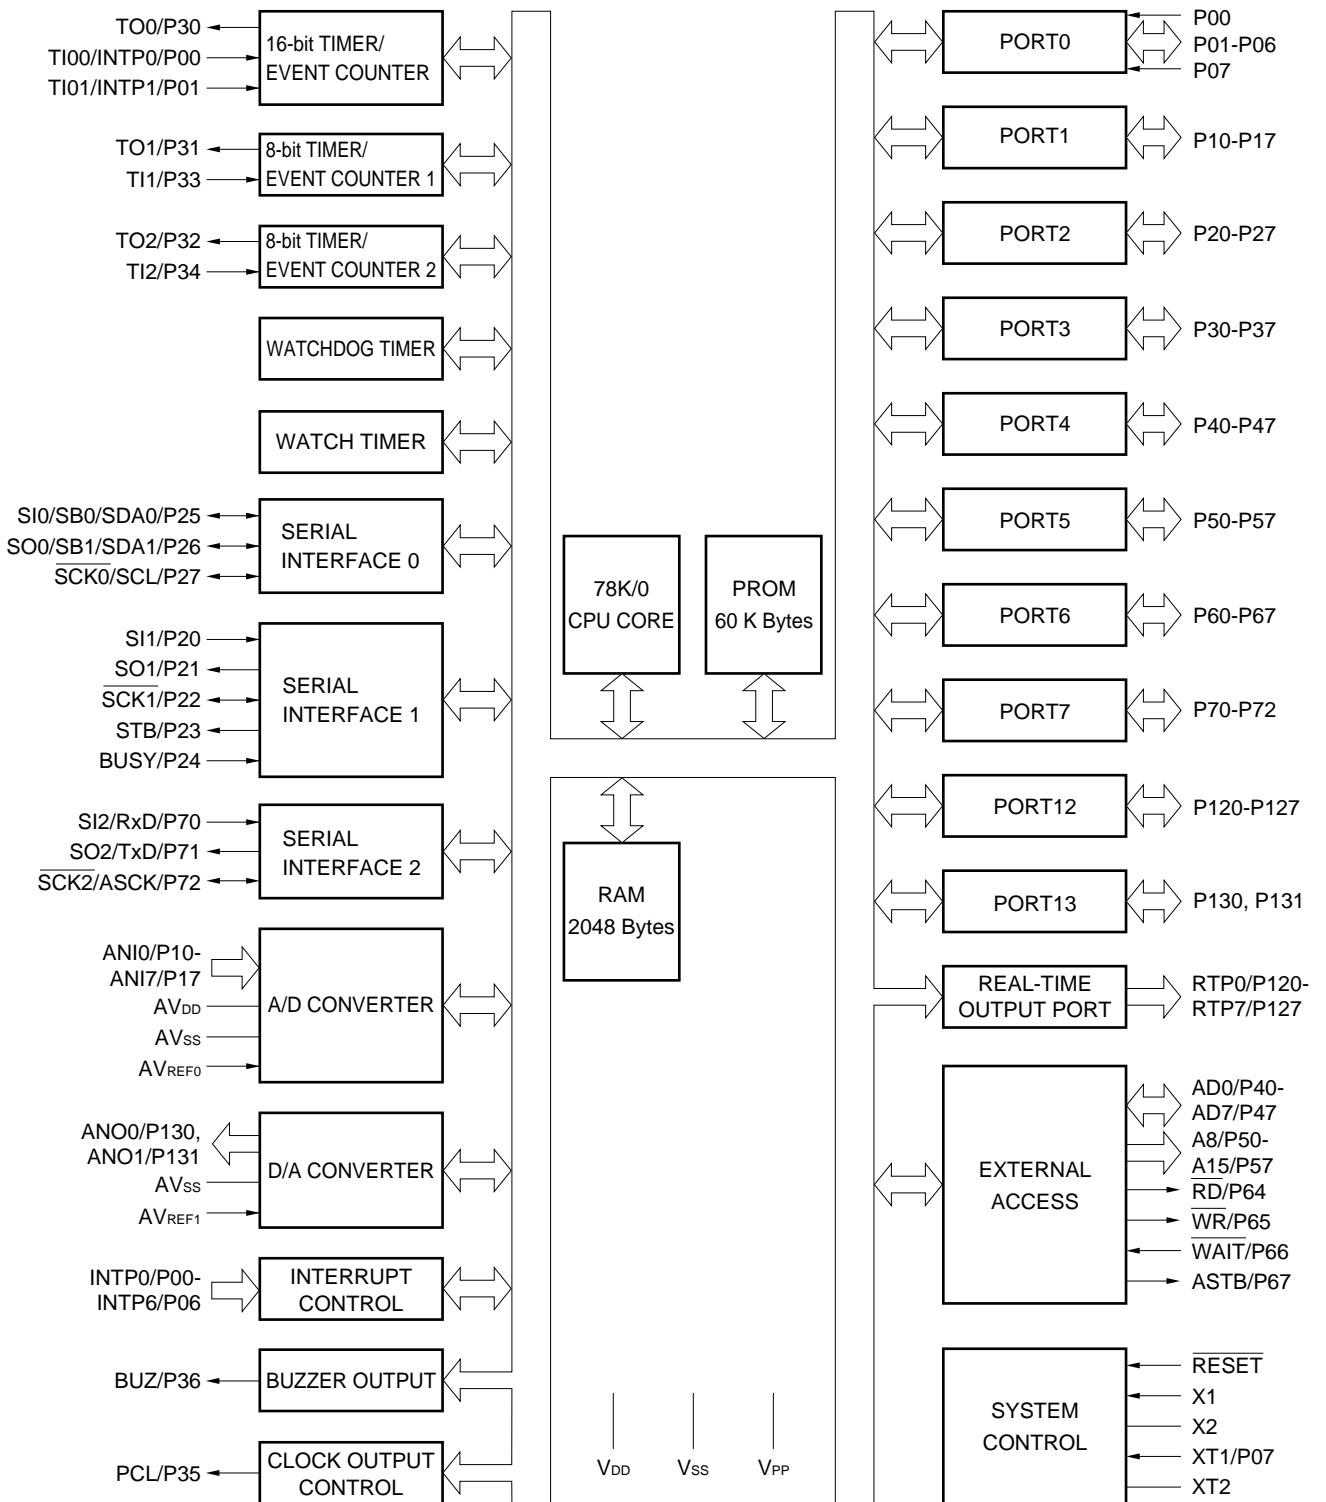 TO0/P30
TI00/INTP0/P00
TI01/INTP1/P01
16-bit TIMER/
EVENT COUNTER
TO1/P31
TI1/P33
8-bit TIMER/
EVENT COUNTER 1
TO2/P32
TI2/P34
8-bit TIMER/
EVENT COUNTER 2
WATCHDOG TIMER
WATCH TIMER
SI0/SB0/SDA0/P25
SO0/SB1/SDA1/P26
SCK0/SCL/P27
SERIAL
INTERFACE 0
SI1/P20
SO1/P21
SCK1/P22
STB/P23
BUSY/P24
SERIAL
INTERFACE 1
SI2/RxD/P70
SO2/TxD/P71
SCK2/ASCK/P72
SERIAL
INTERFACE 2
ANI0/P10-
ANI7/P17
AVDD
AVSS
AVREF0
A/D CONVERTER
ANO0/P130,
ANO1/P131
AVSS
AVREF1
D/A CONVERTER
INTP0/P00-
INTP6/P06
INTERRUPT
CONTROL
BUZ/P36
BUZZER OUTPUT
PCL/P35
CLOCK OUTPUT
CONTROL
78K/0
CPU CORE
PROM
60 K Bytes
RAM
2048 Bytes
VDD
VSS
VPP
PORT0
P00
P01-P06
P07
PORT1
P10-P17
PORT2
P20-P27
PORT3
P30-P37
PORT4
P40-P47
PORT5
P50-P57
PORT6
P60-P67
PORT7
P70-P72
PORT12
P120-P127
PORT13
P130, P131
REAL-TIME
OUTPUT PORT
RTP0/P120-
RTP7/P127
EXTERNAL
ACCESS
AD0/P40-
AD7/P47
A8/P50-
A15/P57
RD/P64
WR/P65
WAIT/P66
ASTB/P67
SYSTEM
CONTROL
RESET
X1
X2
XT1/P07
XT2